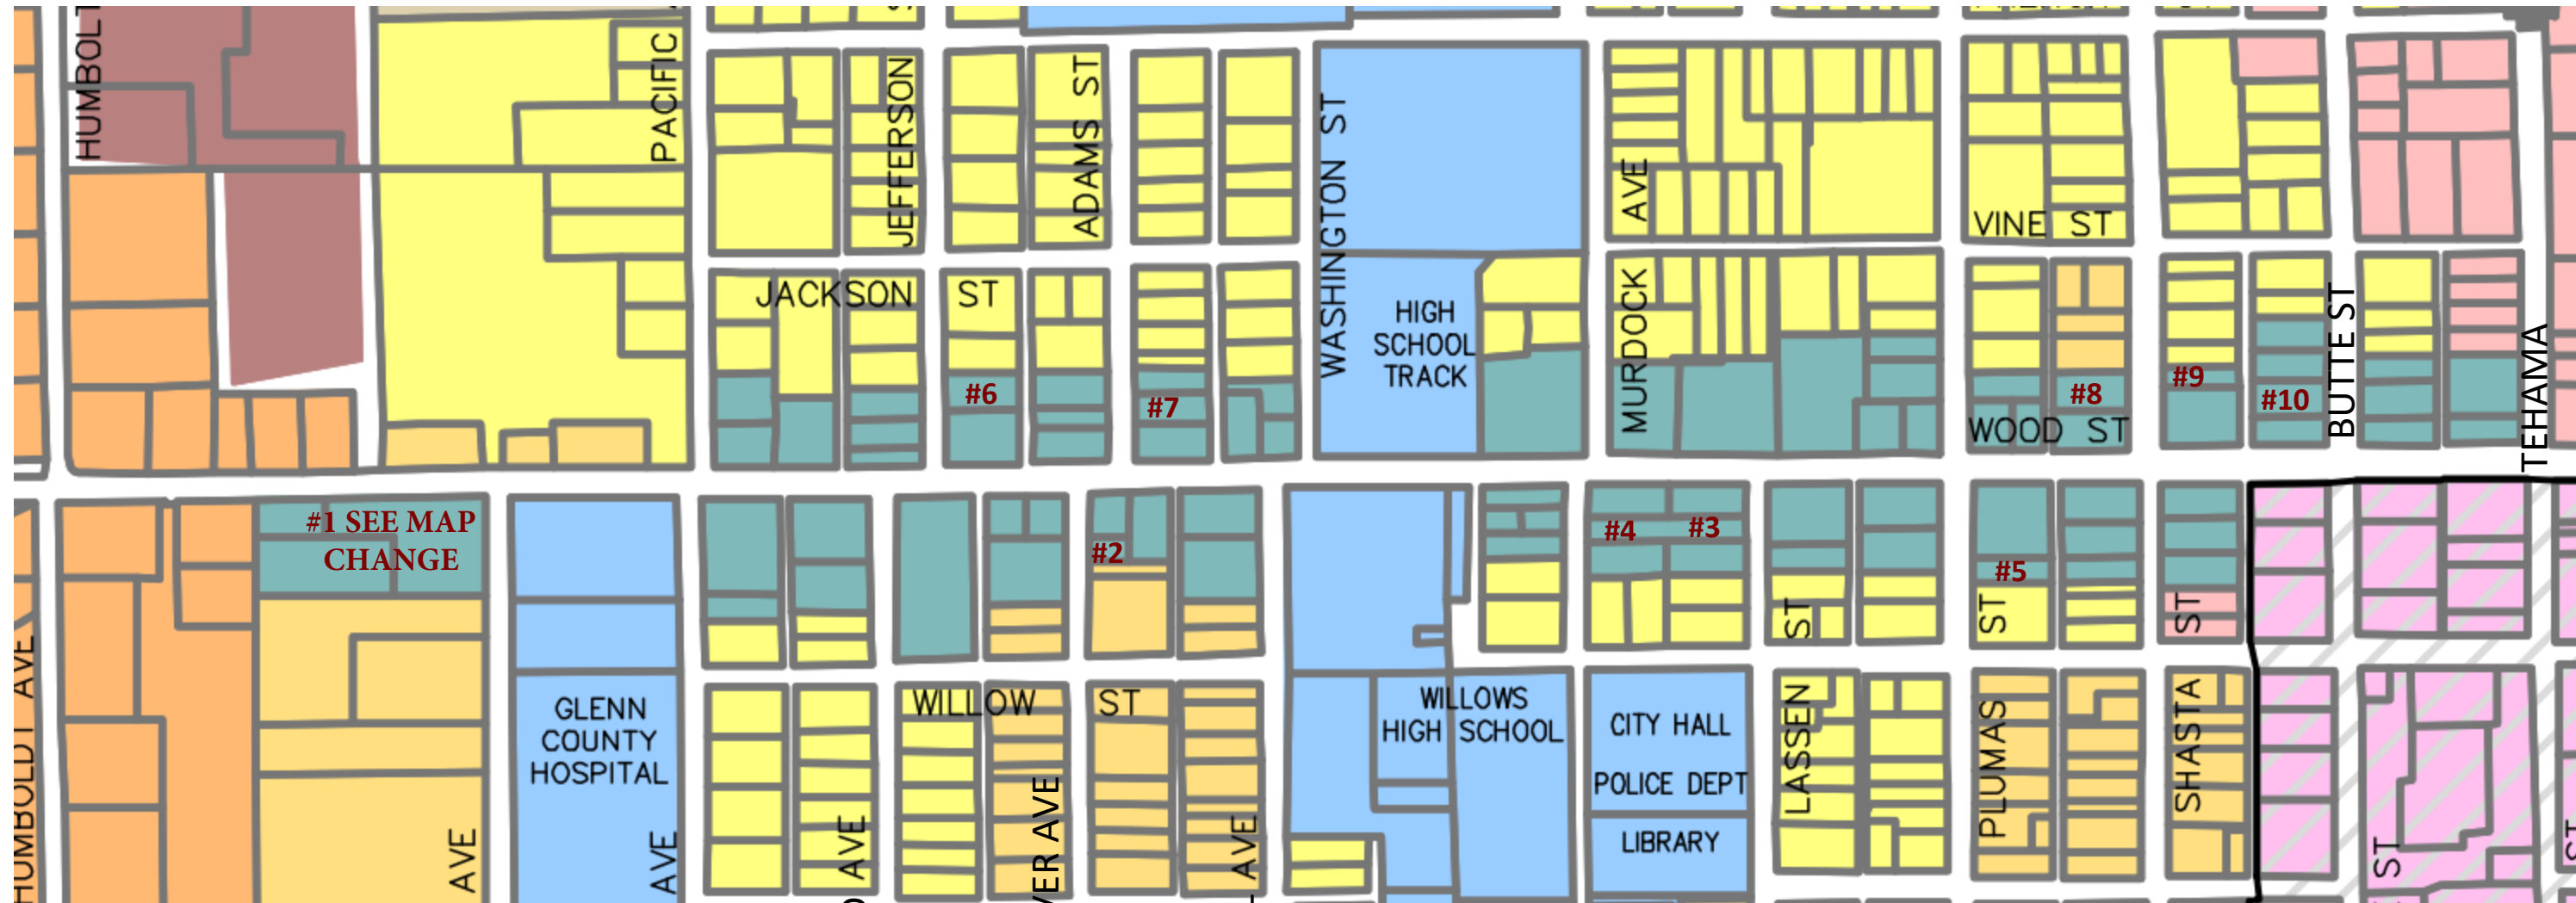 HUMBOLT
PACIFIC
JEFFERSON
ADAMS ST
WASHINGTON ST
AVE
VINE ST
JACKSON ST
HIGH
SCHOOL
TRACK
MURDOCK
BUTTE ST
TEHAMA
#6
#7
#8
#9
#10
WOOD ST
#1 SEE MAP
CHANGE
#2
#4
#3
#5
ST
ST
ST
HUMBOLDT AVE
GLENN
COUNTY
HOSPITAL
WILLOW ST
WILLOWS
HIGH SCHOOL
CITY HALL
POLICE DEPT
LIBRARY
LASSEN
PLUMAS
SHASTA
AVE
AVE
AVE
VER AVE
AVE
ST